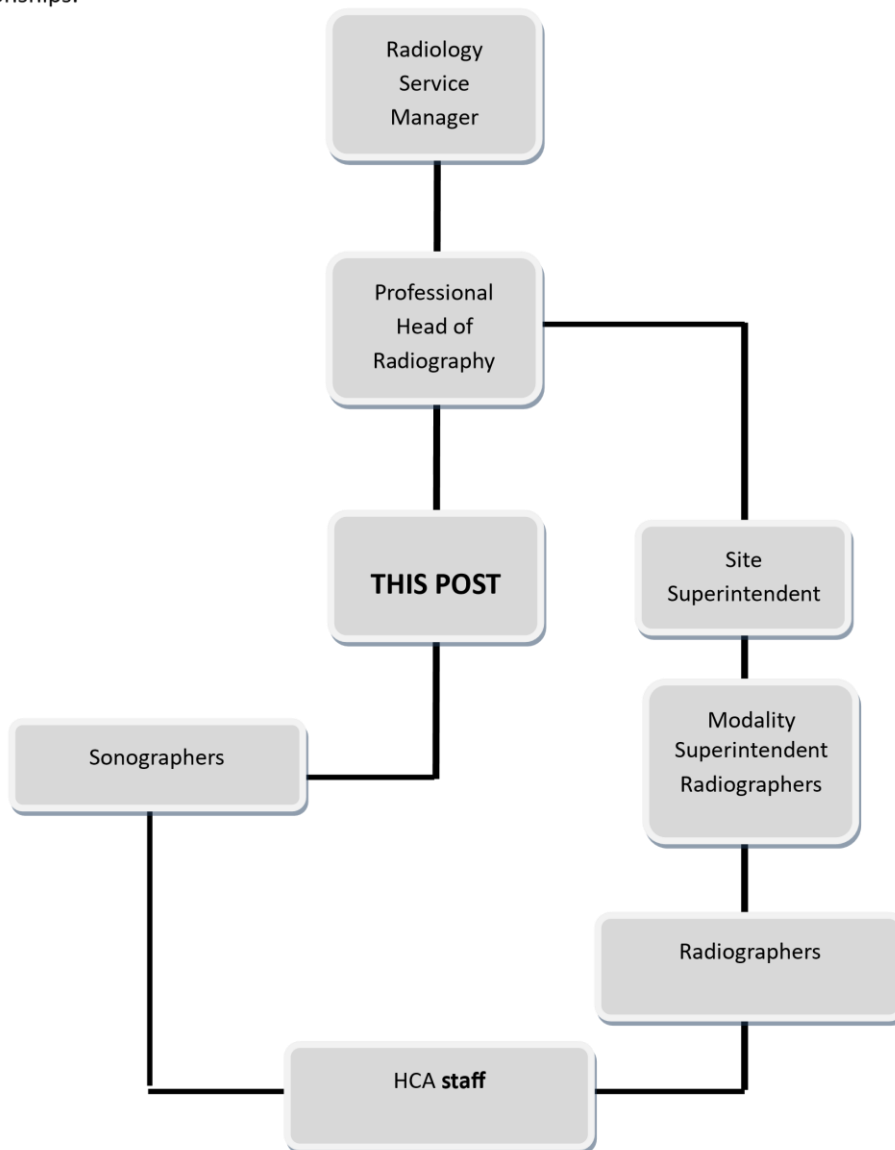 Radiology
Service
Manager
Professional
Head of
Radiography
THIS POST
Site
Superintendent
Sonographers
Modality
Superintendent
Radiographers
Radiographers
HCA staff